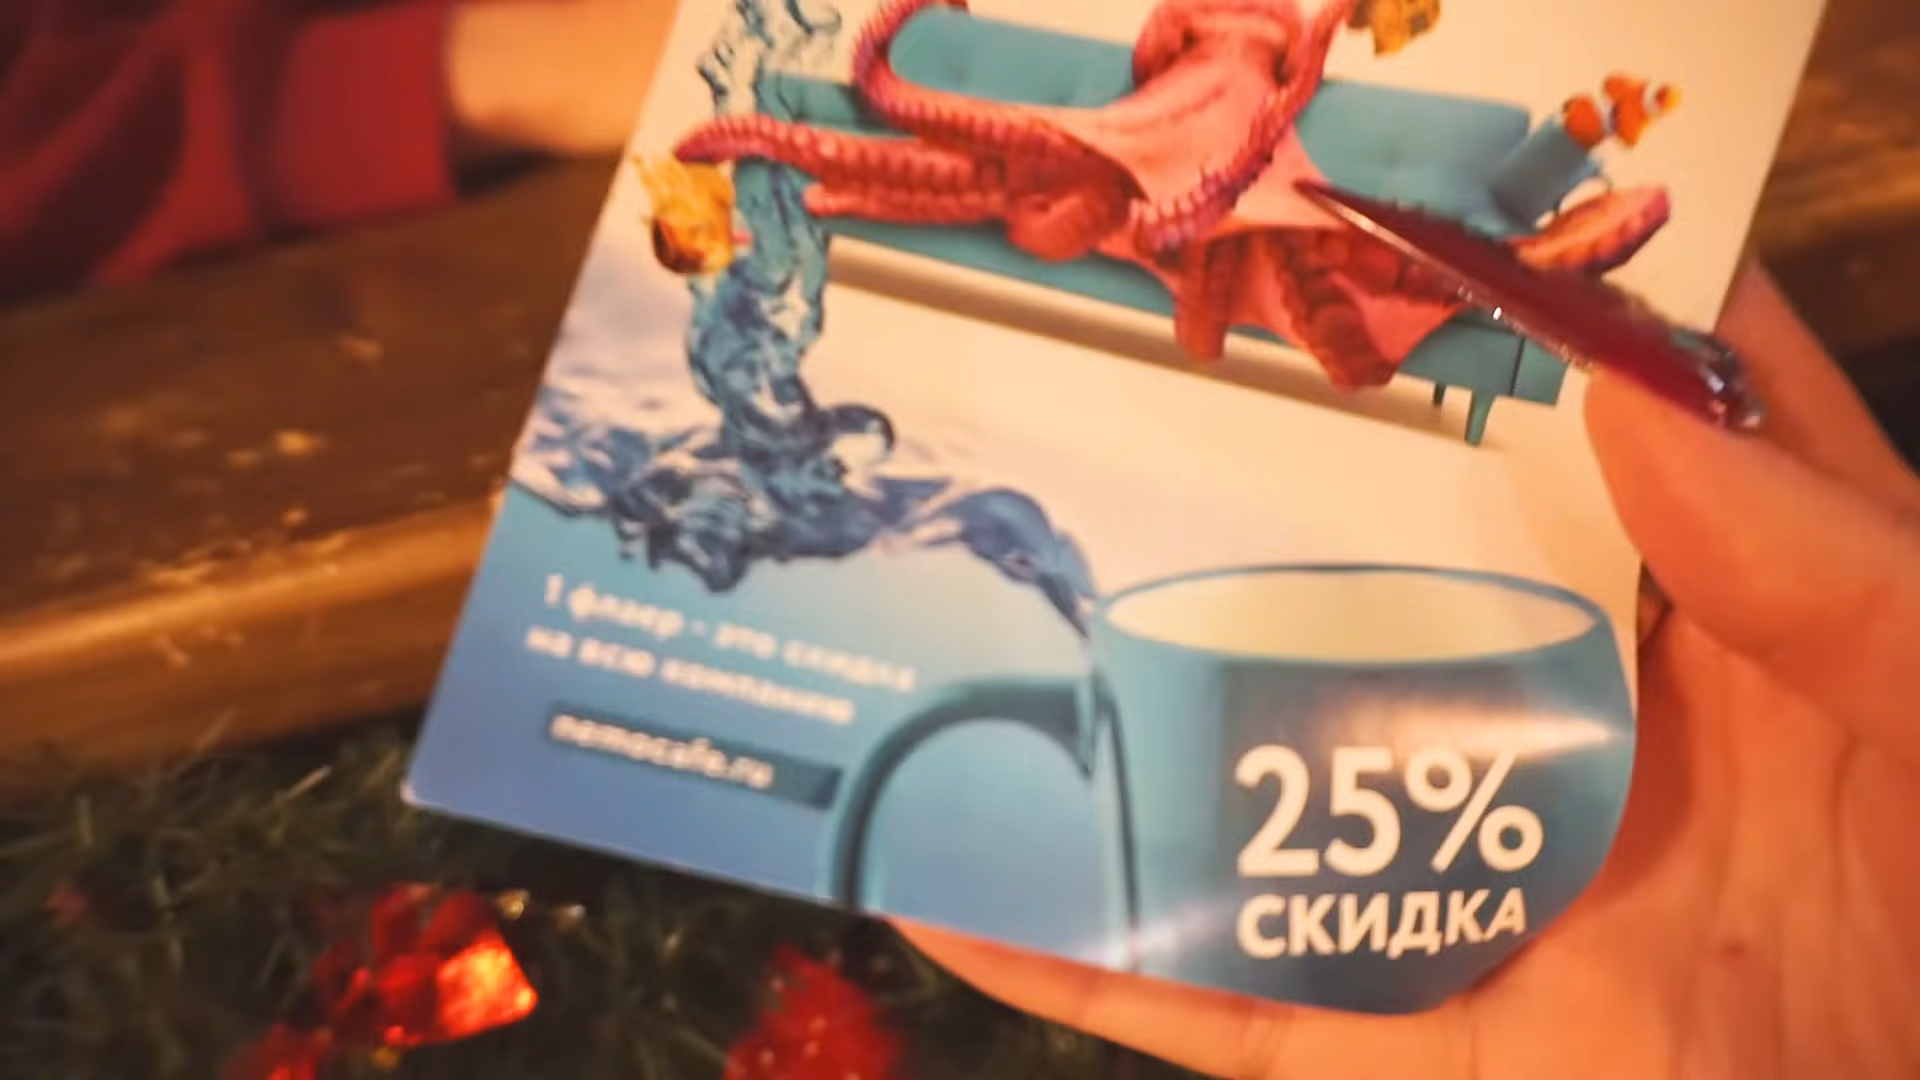 1 флаер - это скидка
на всю компанию
nemocafe.ru
25%
СКИДКА